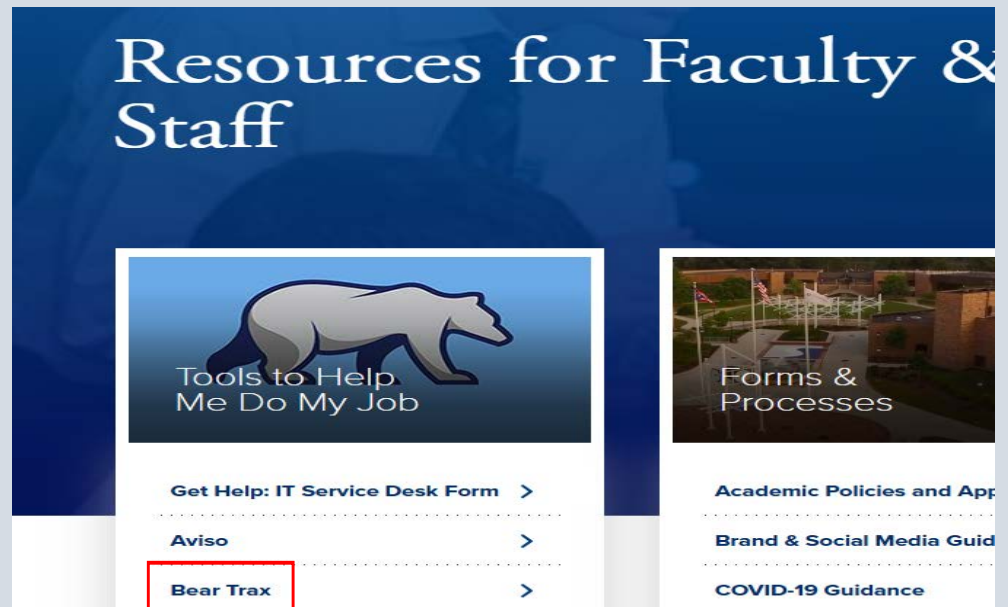 Resources for Faculty &
Staff
Tools to Help
Me Do My Job
Get Help: IT Service Desk Form
Aviso
Bear Trax
Forms &
Processes
Academic Policies and App
Brand & Social Media Guid
COVID-19 Guidance